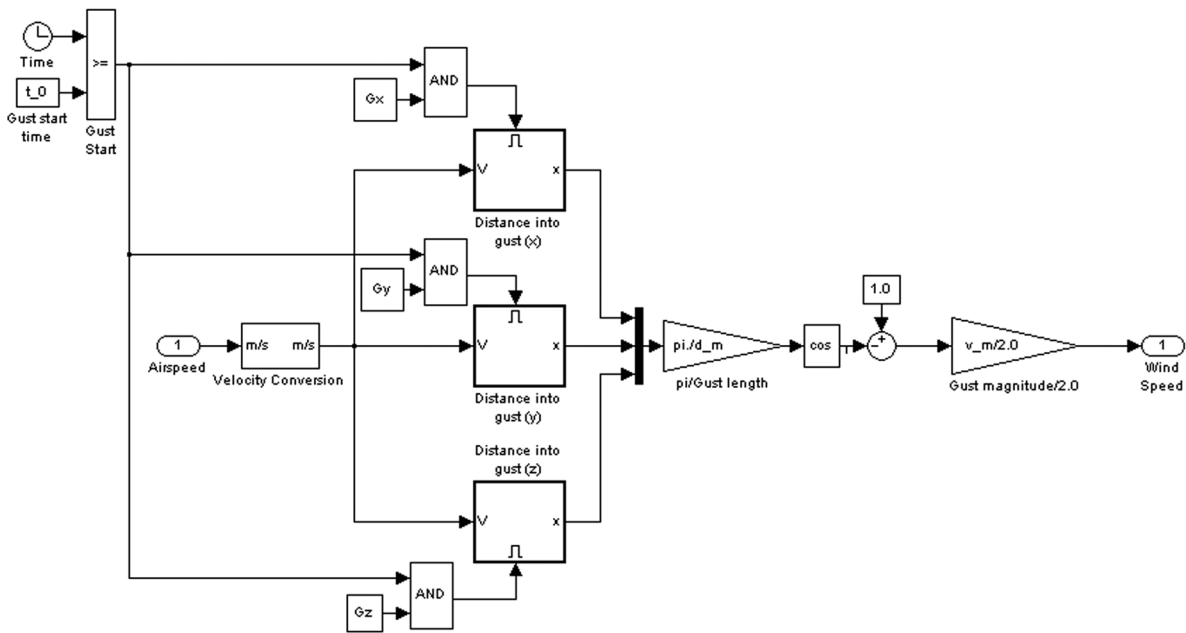 Time
>=
t_0
Gust start
time
Gust
Start
AND
Gx
V
x
Distance into
gust (x)
AND
Gy
V
x
Distance into
gust (y)
1
Airspeed
m/s m/s
Velocity Conversion
Distance into
gust (z)
V
x
AND
Gz
pi./d_m
pi/Gust length
cos
1.0
+
−
v_m/2.0
Gust magnitude/2.0
1
Wind
Speed